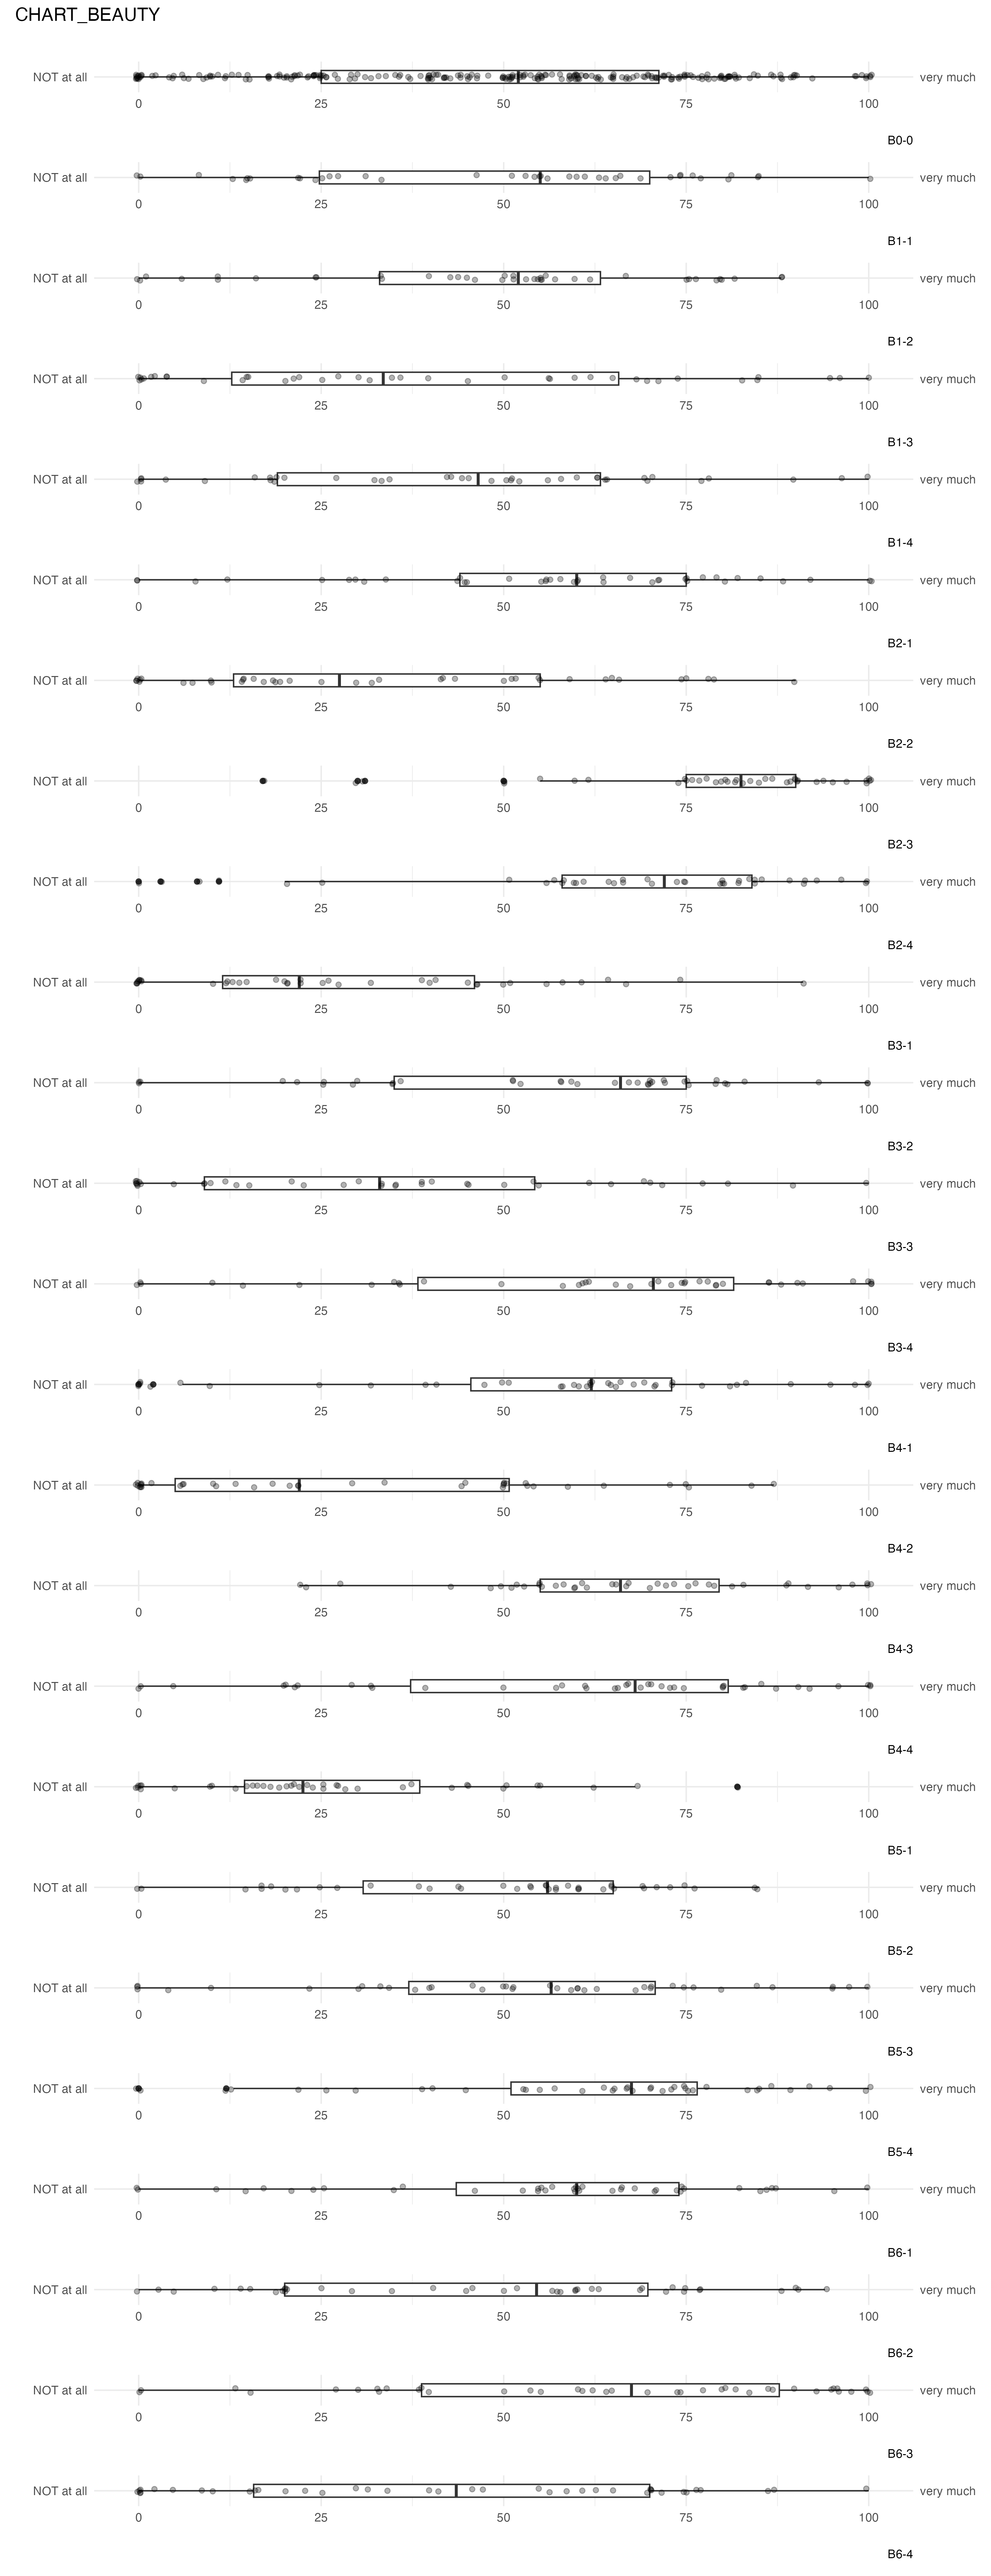 CHART_BEAUTY
NOT at all very much
0 25 50 75 100
B0-0
NOT at all very much
0 25 50 75 100
B1-1
NOT at all very much
0 25 50 75 100
B1-2
NOT at all very much
0 25 50 75 100
B1-3
NOT at all very much
0 25 50 75 100
B1-4
NOT at all very much
0 25 50 75 100
B2-1
NOT at all very much
0 25 50 75 100
B2-2
NOT at all very much
0 25 50 75 100
B2-3
NOT at all very much
0 25 50 75 100
B2-4
NOT at all very much
0 25 50 75 100
B3-1
NOT at all very much
0 25 50 75 100
B3-2
NOT at all very much
0 25 50 75 100
B3-3
NOT at all very much
0 25 50 75 100
B3-4
NOT at all very much
0 25 50 75 100
B4-1
NOT at all very much
0 25 50 75 100
B4-2
NOT at all very much
0 25 50 75 100
B4-3
NOT at all very much
0 25 50 75 100
B4-4
NOT at all very much
0 25 50 75 100
B5-1
NOT at all very much
0 25 50 75 100
B5-2
NOT at all very much
0 25 50 75 100
B5-3
NOT at all very much
0 25 50 75 100
B5-4
NOT at all very much
0 25 50 75 100
B6-1
NOT at all very much
0 25 50 75 100
B6-2
NOT at all very much
0 25 50 75 100
B6-3
NOT at all very much
0 25 50 75 100
B6-4